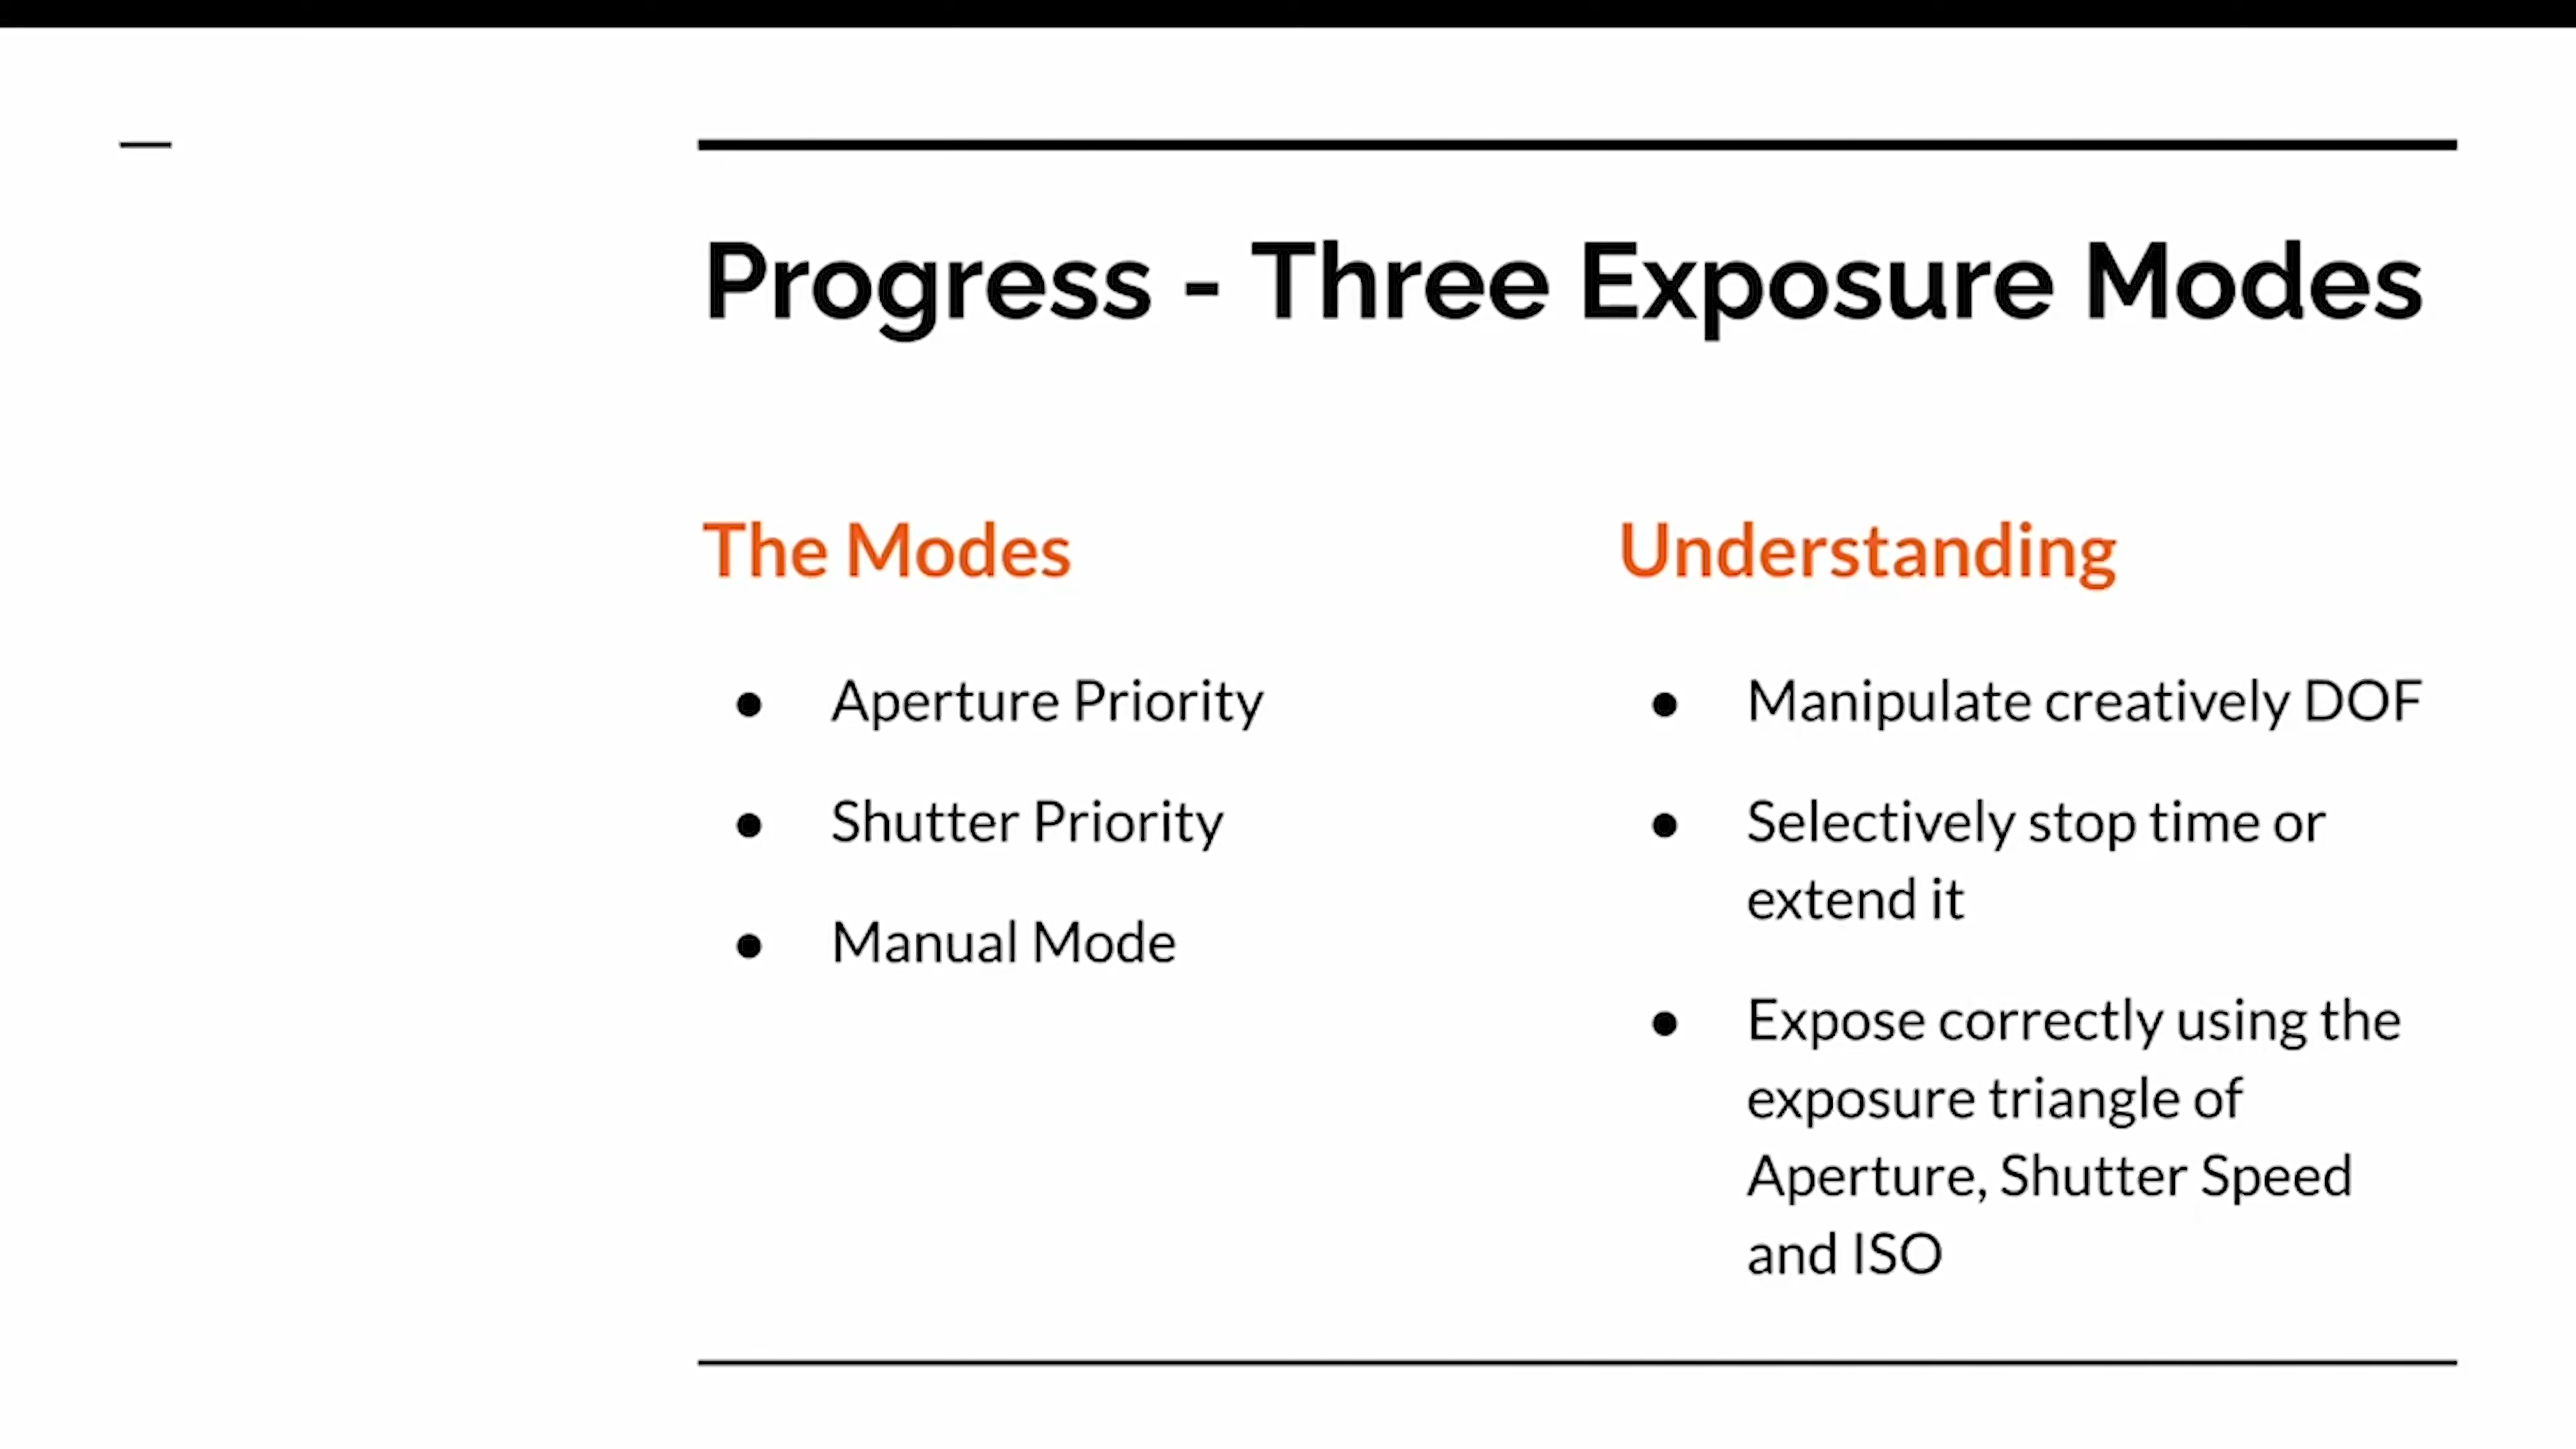 Progress - Three Exposure Modes
The Modes
● Aperture Priority
● Shutter Priority
● Manual Mode
Understanding
● Manipulate creatively DOF
● Selectively stop time or
extend it
● Expose correctly using the
exposure triangle of
Aperture, Shutter Speed
and ISO